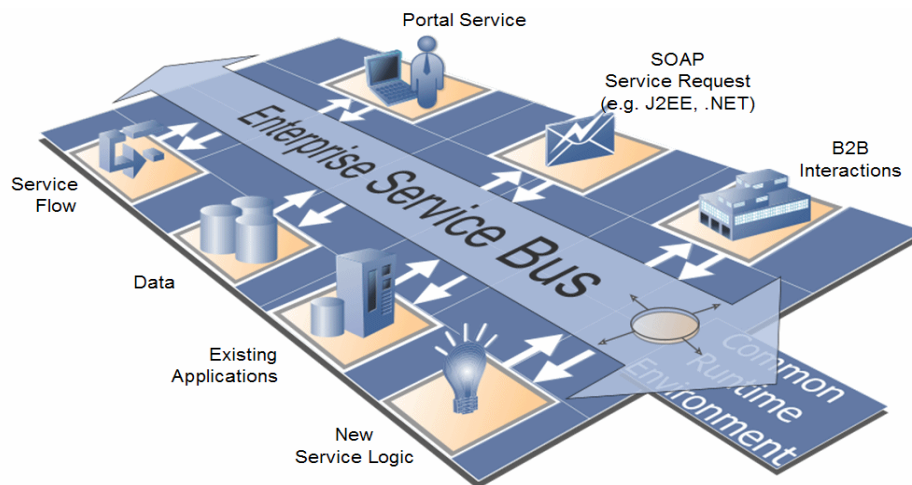 Portal Service
SOAP
Service Request
(e.g. J2EE, .NET)
B2B
Interactions
Enterprise Service Bus
Service
Flow
Data
Existing
Applications
New
Service Logic
Common
Runtime
Environment